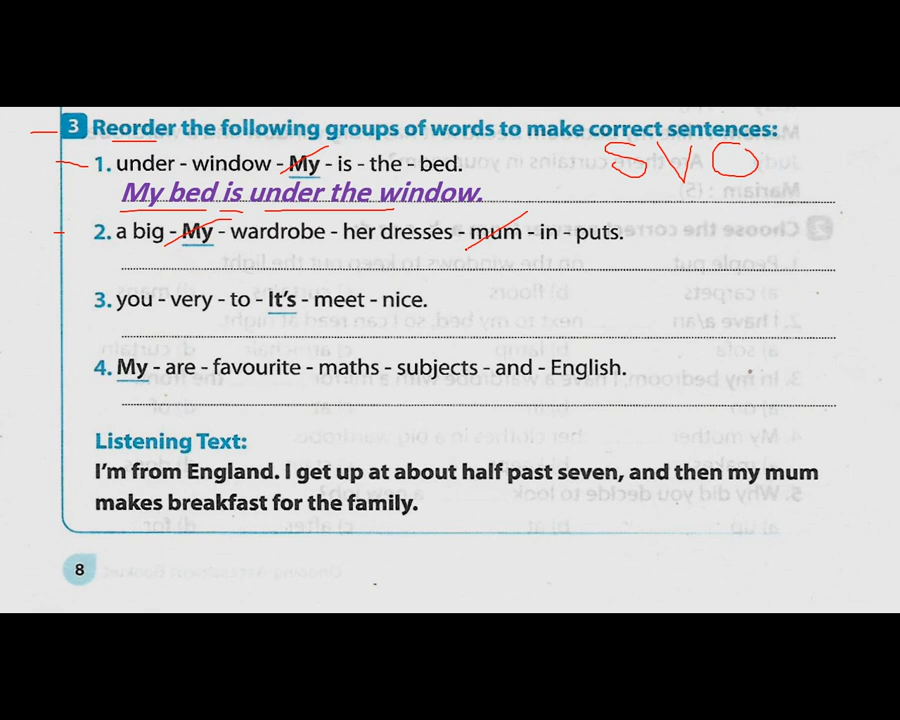 3 Reorder the following groups of words to make correct sentences:
S V O
1. under - window - My - is - the - bed.
My bed is under the window.
2. a big - My - wardrobe - her dresses - mum - in - puts.
3. you - very - to - It's - meet - nice.
4. My - are - favourite - maths - subjects - and - English.
Listening Text:
I'm from England. I get up at about half past seven, and then my mum
makes breakfast for the family.
8